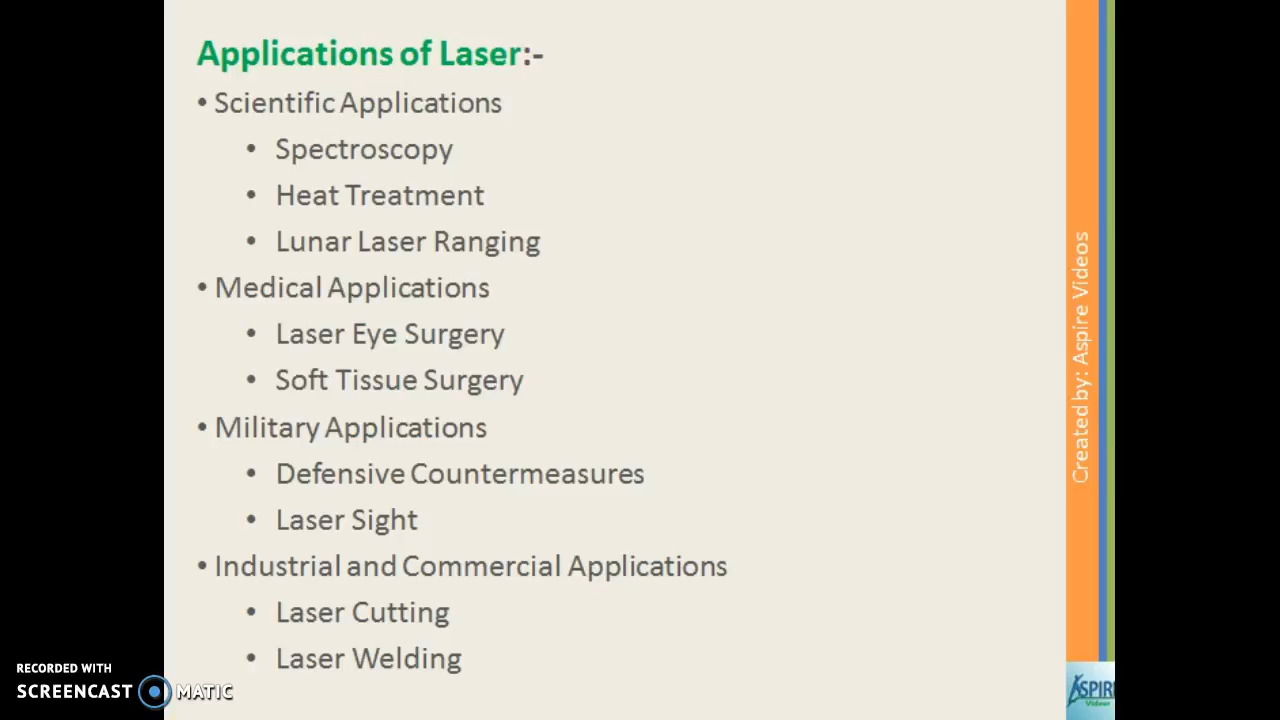 Applications of Laser:-
• Scientific Applications
• Spectroscopy
• Heat Treatment
• Lunar Laser Ranging
• Medical Applications
• Laser Eye Surgery
• Soft Tissue Surgery
• Military Applications
• Defensive Countermeasures
• Laser Sight
• Industrial and Commercial Applications
• Laser Cutting
• Laser Welding
Created by: Aspire Videos
RECORDED WITH
SCREENCAST MATIC
ASPIRE
Videos